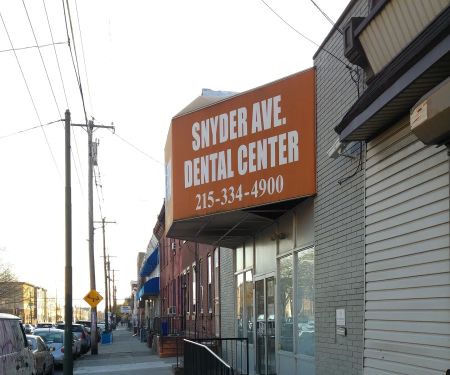 SNYDER AVE.
DENTAL CENTER
215-334-4900